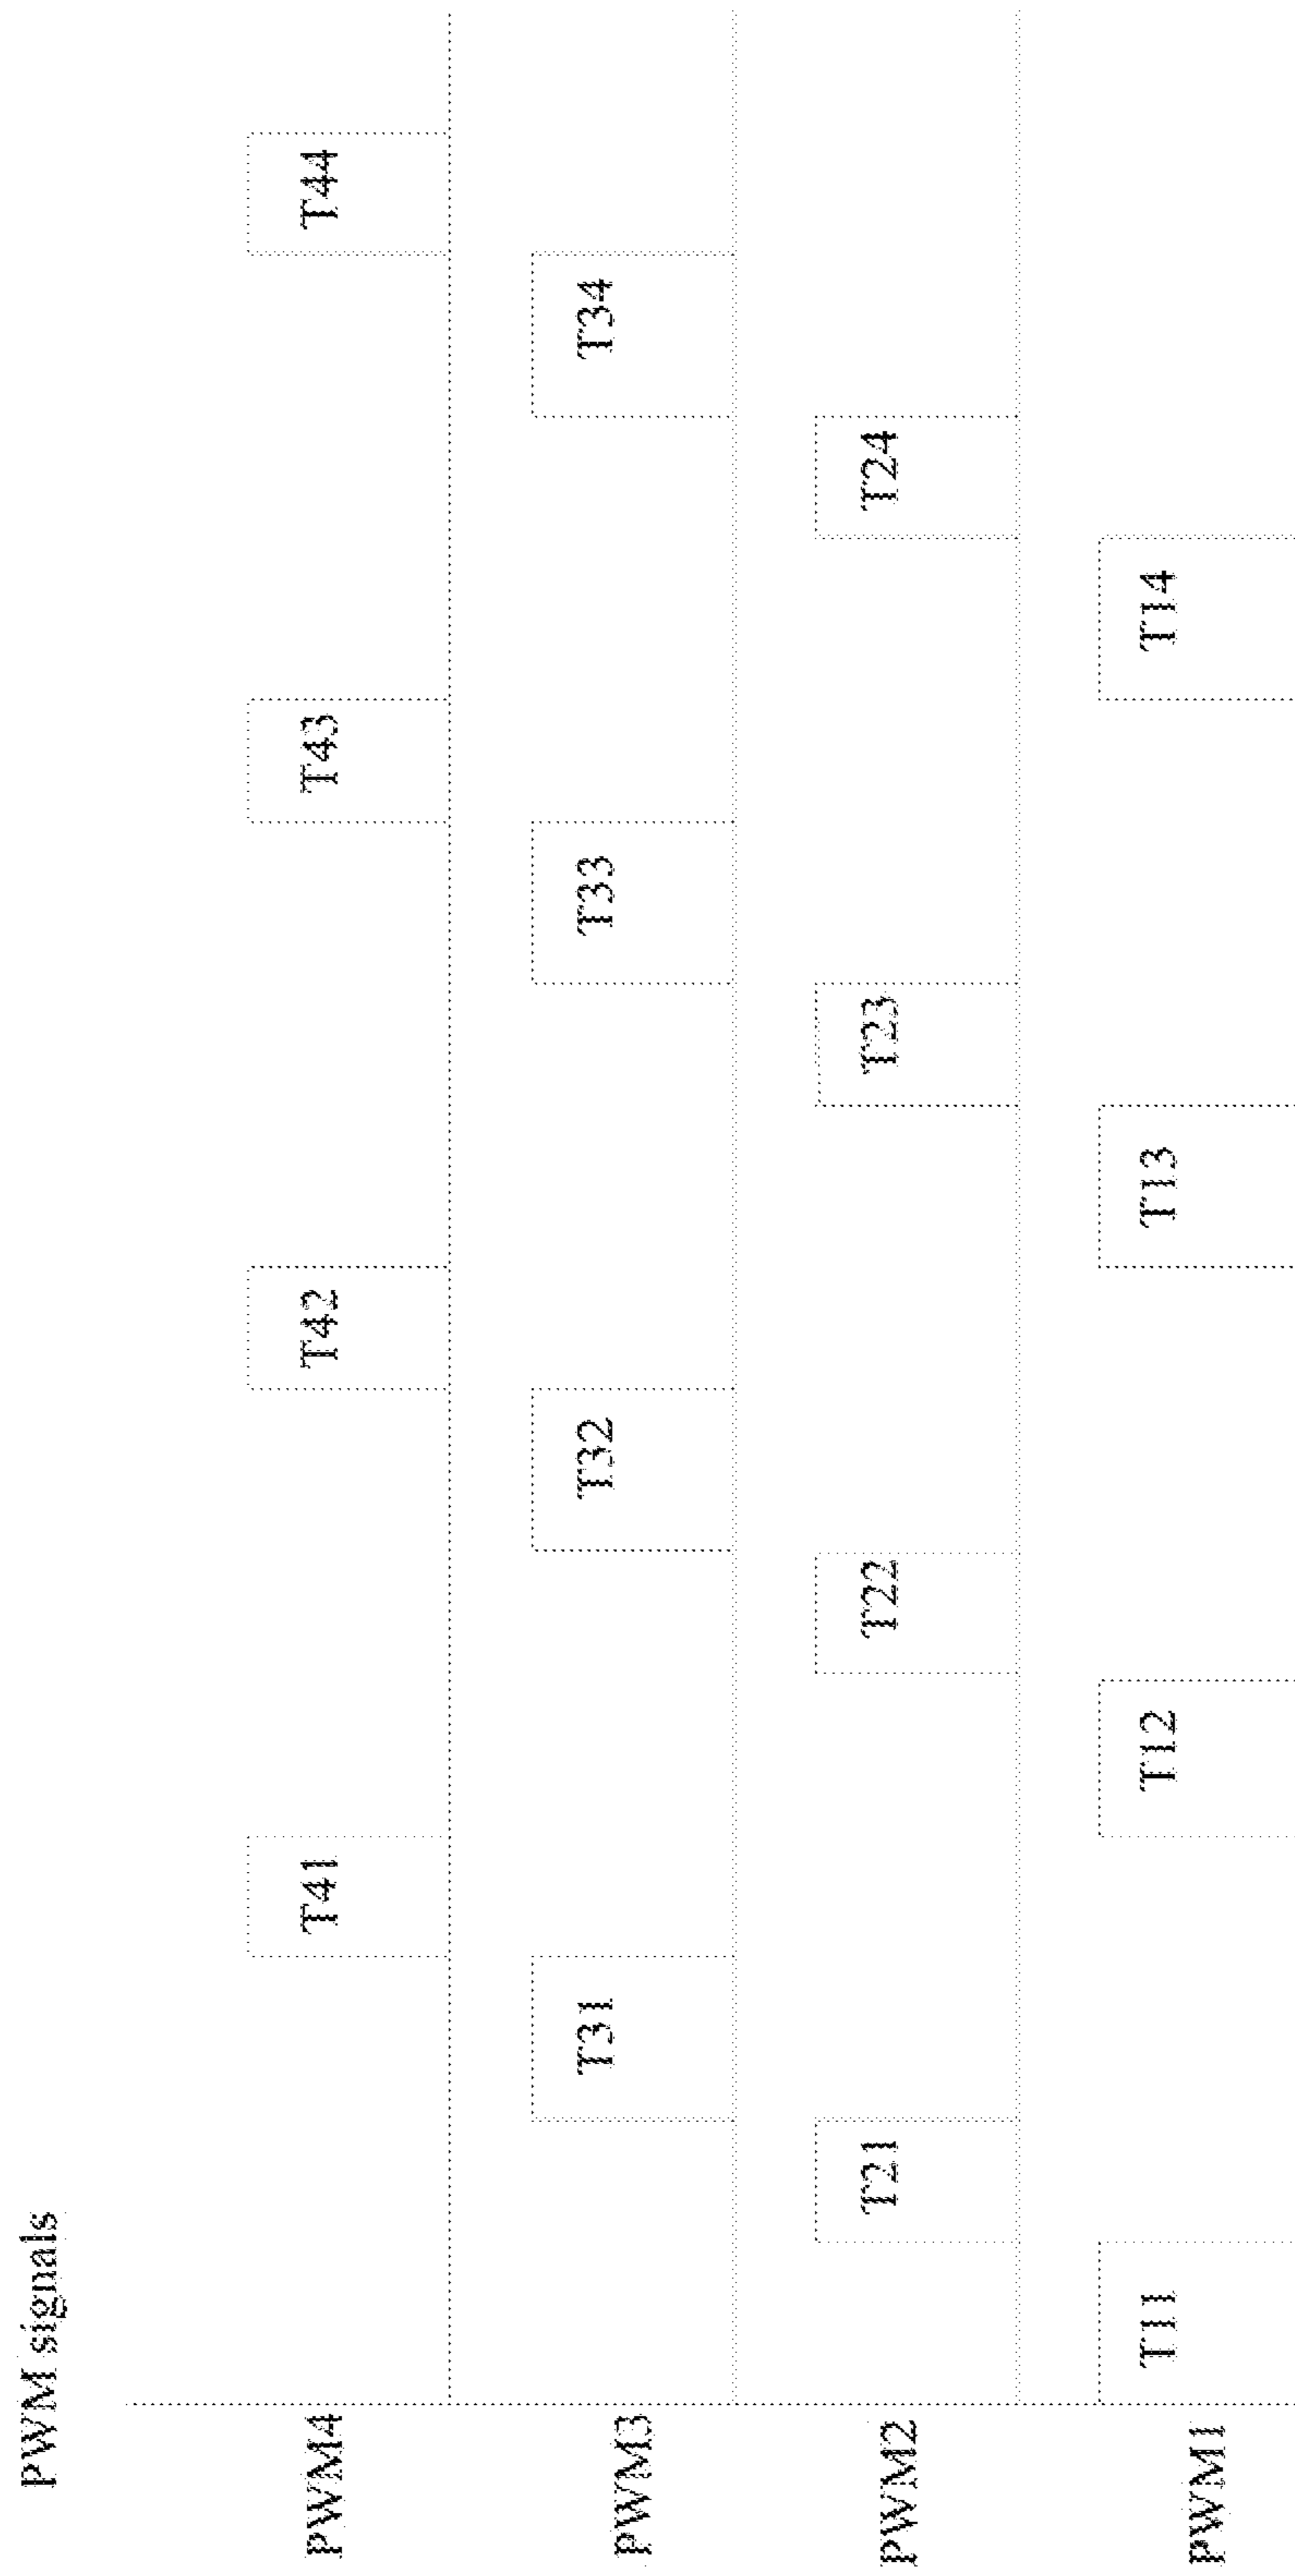 PWM signals
PWM4
T41
T42
T43
T44
PWM3
T31
T32
T33
T34
PWM2
T21
T22
T23
T24
PWM1
T11
T12
T13
T14